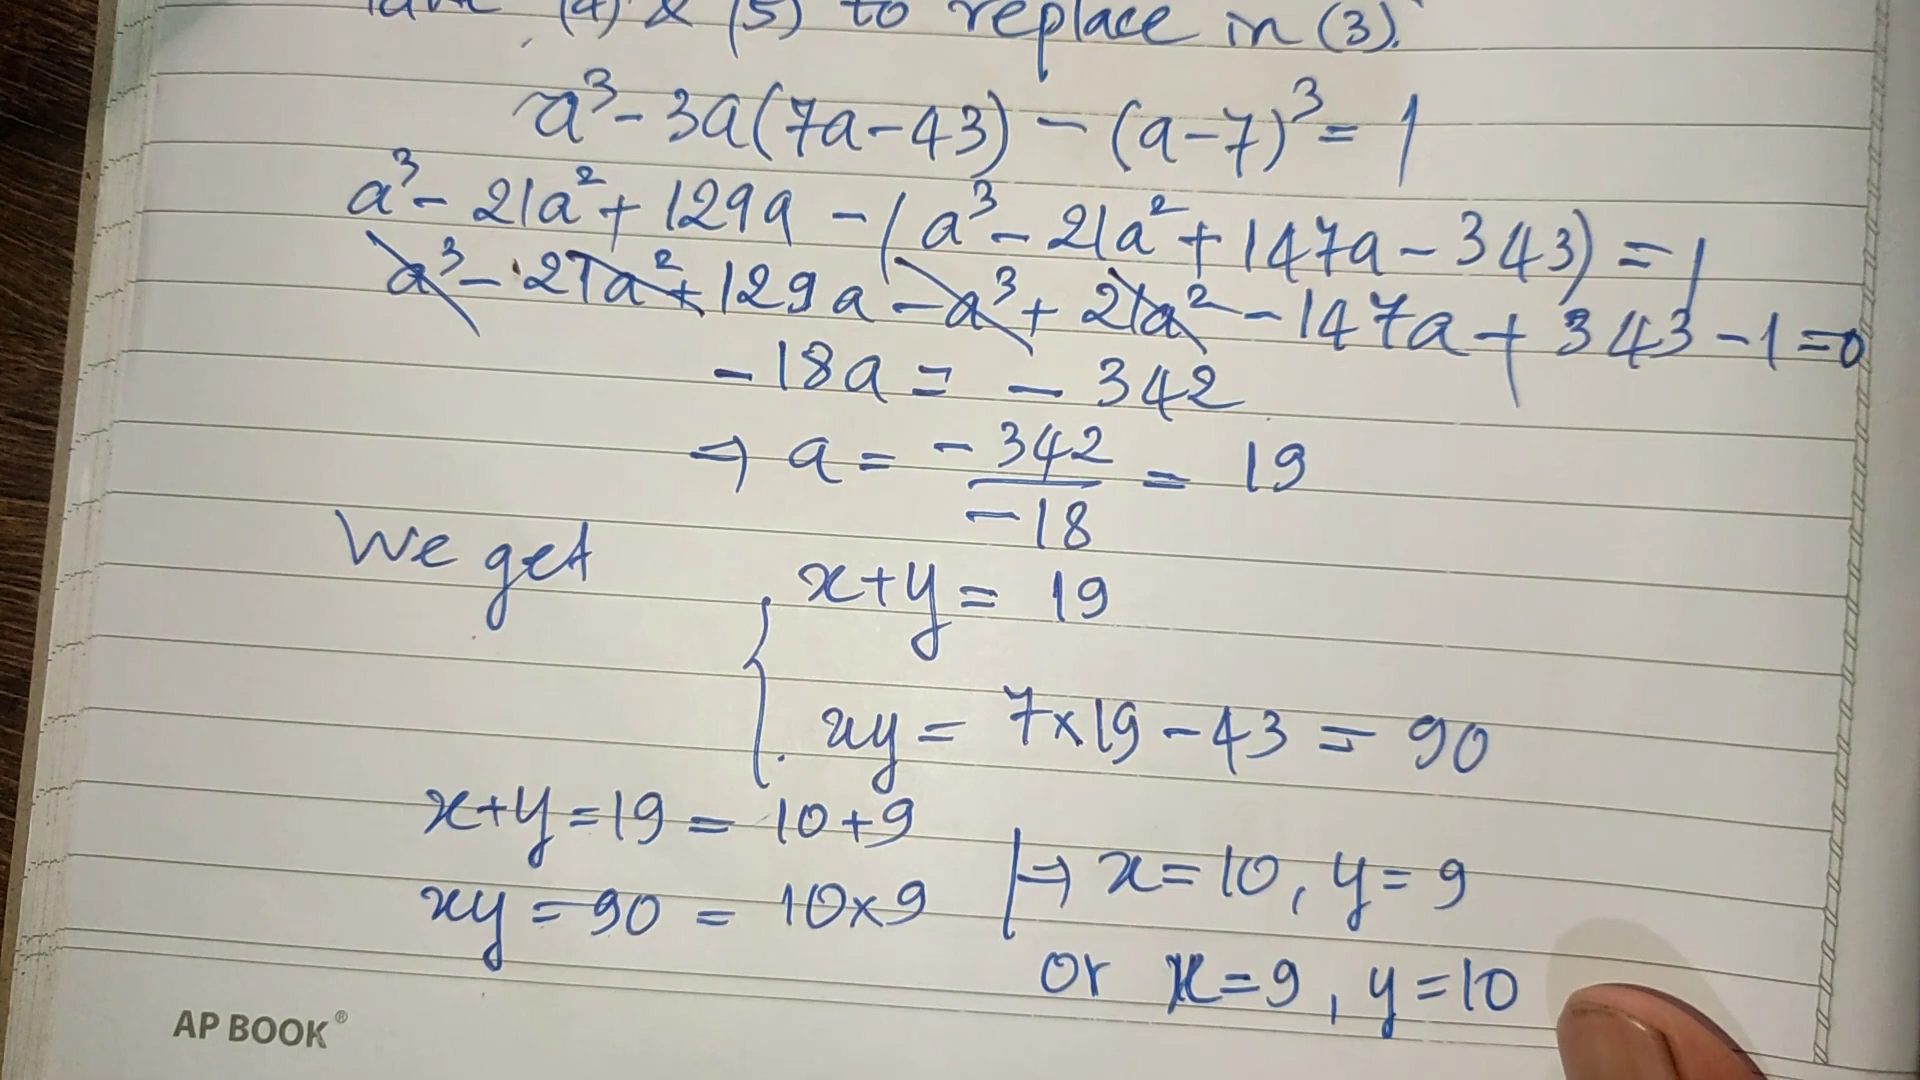 (4) & (5) to replace in (3).
a³ - 3a(7a-43) - (a-7)³ = 1
a³ - 21a² + 129a - (a³ - 21a² + 147a - 343) = 1
a³ - 21a² + 129a - a³ + 21a² - 147a + 343 - 1 = 0
-18a = -342
⇒ a = -342/-18 = 19
We get x+y = 19
xy = 7×19 - 43 = 90
x+y = 19 = 10+9
xy = 90 = 10×9
⇒ x=10, y=9
or x=9, y=10
AP BOOK®